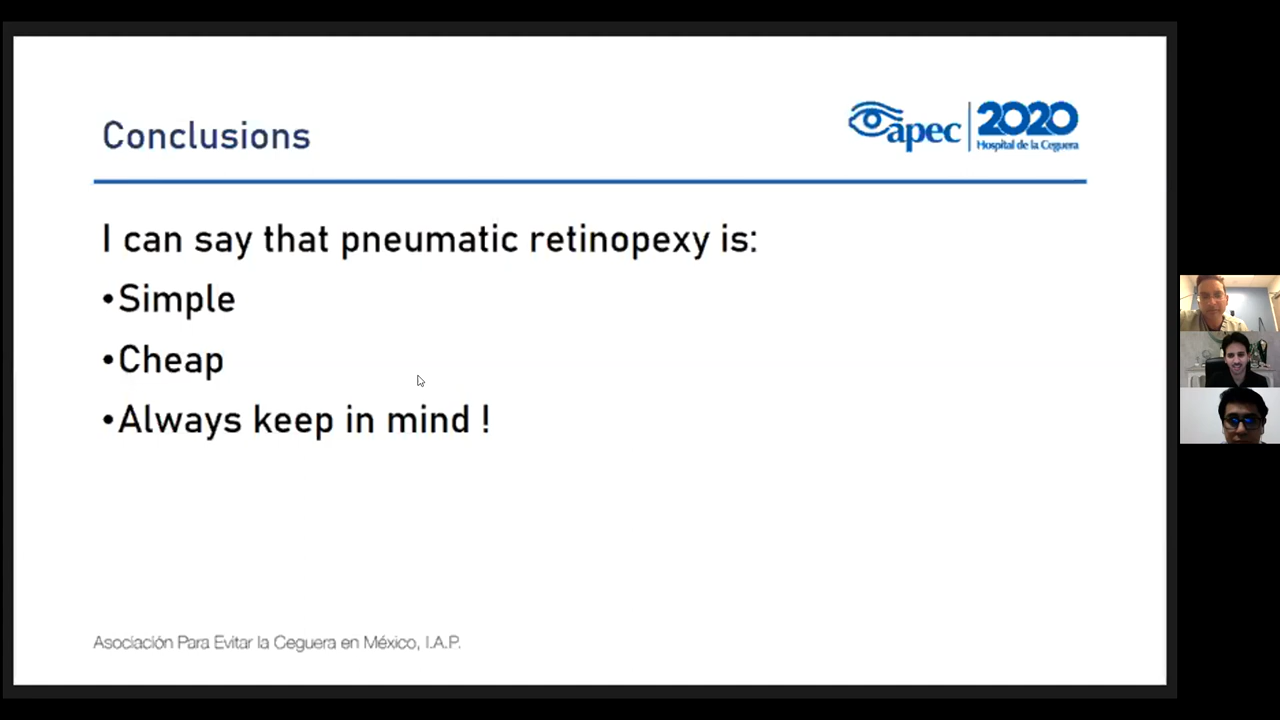 Conclusions
apec
2020
Hospital de la Ceguera
I can say that pneumatic retinopexy is:
•Simple
•Cheap
•Always keep in mind !
Asociación Para Evitar la Ceguera en México, I.A.P.